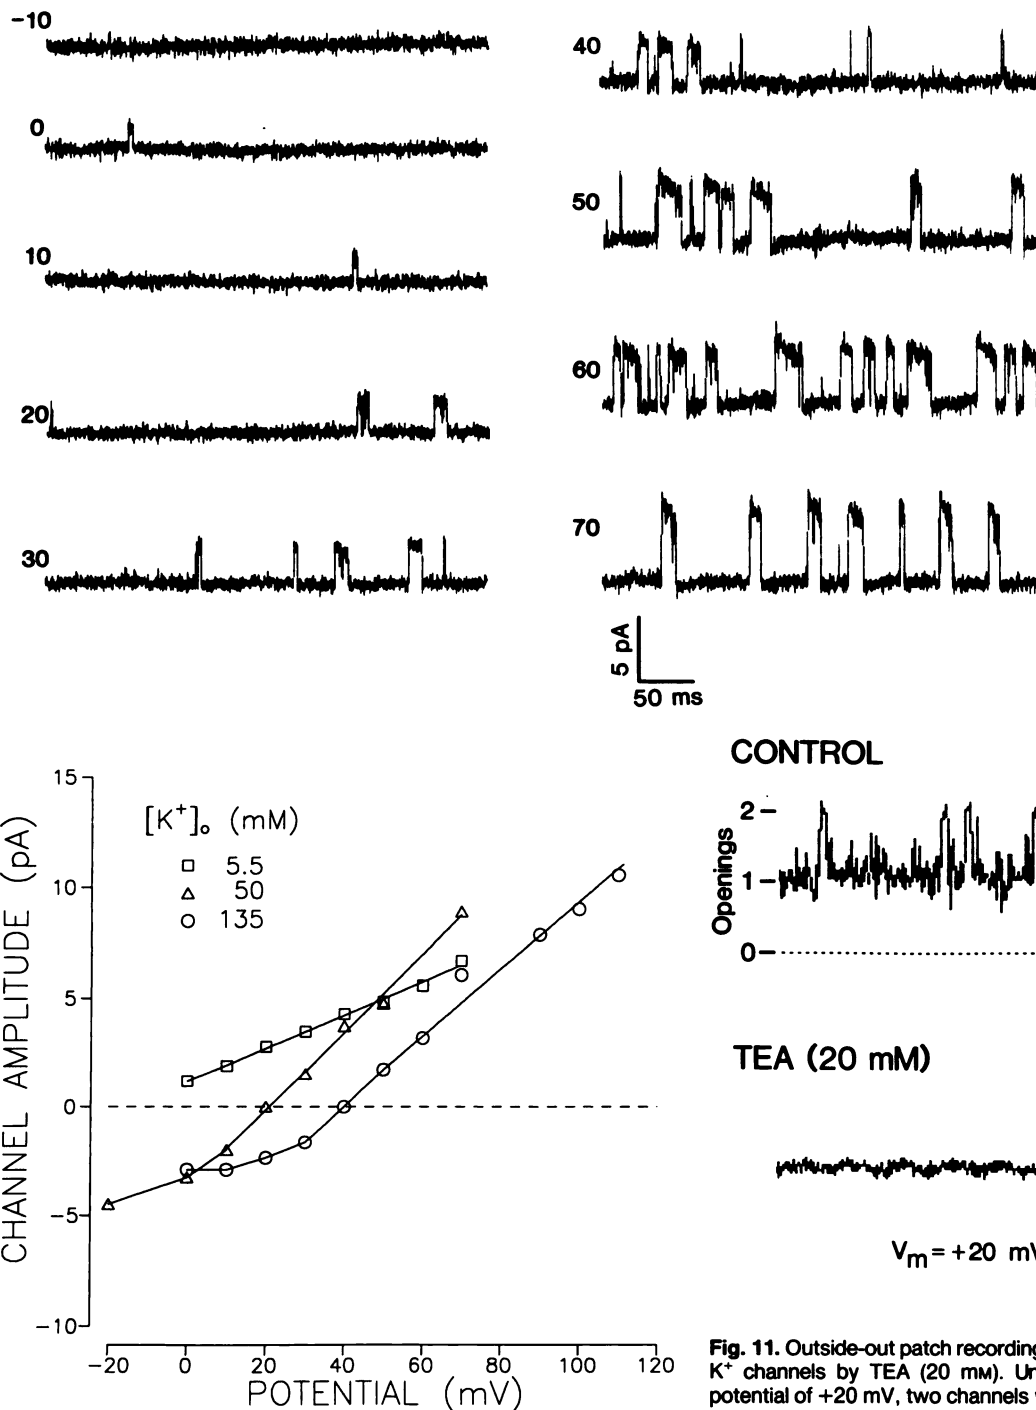 -10
0
10
20
30
40
50
60
70
5 pA
50 ms
15
10
5
0
-5
-10
CHANNEL AMPLITUDE (pA)
[K+]o (mM)
5.5
50
135
-20
0
20
40
60
80
100
120
POTENTIAL (mV)
CONTROL
Openings
2
1
0
TEA (20 mM)
Vm = +20 mV
Fig. 11. Outside-out patch recording
K+ channels by TEA (20 mM).
potential of +20 mV, two channels